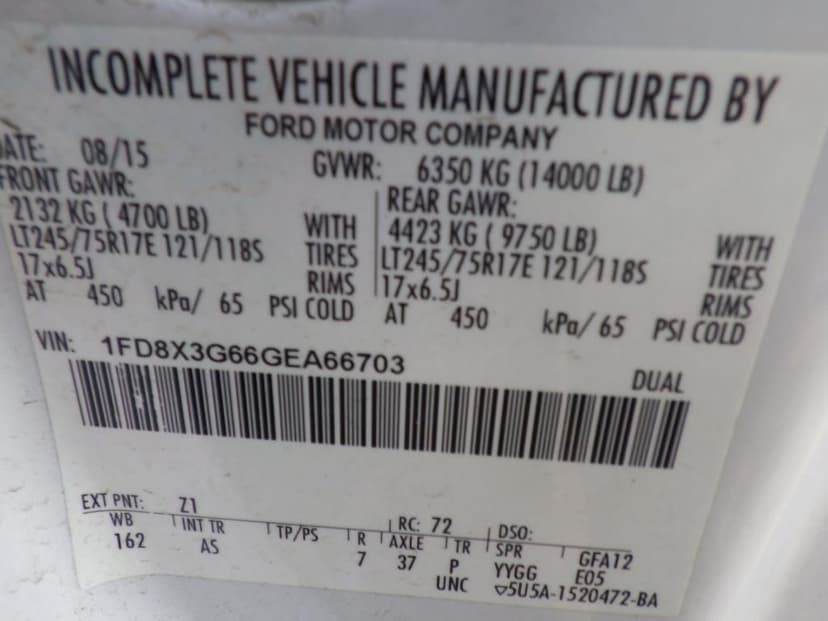 INCOMPLETE VEHICLE MANUFACTURED BY
FORD MOTOR COMPANY
DATE: 08/15 GVWR: 6350 KG (14000 LB)
FRONT GAWR: REAR GAWR:
2132 KG ( 4700 LB) WITH 4423 KG ( 9750 LB) WITH
LT245/75R17E 121/118S TIRES LT245/75R17E 121/118S TIRES
17x6.5J RIMS 17x6.5J RIMS
AT 450 kPa/ 65 PSI COLD AT 450 kPa/ 65 PSI COLD
VIN: 1FD8X3G66GEA66703
DUAL
EXT PNT: Z1 RC: 72 DSO:
WB INT TR TP/PS R AXLE TR SPR GFA12
162 AS 7 37 P YYGG E05
UNC ▽5U5A-1520472-BA